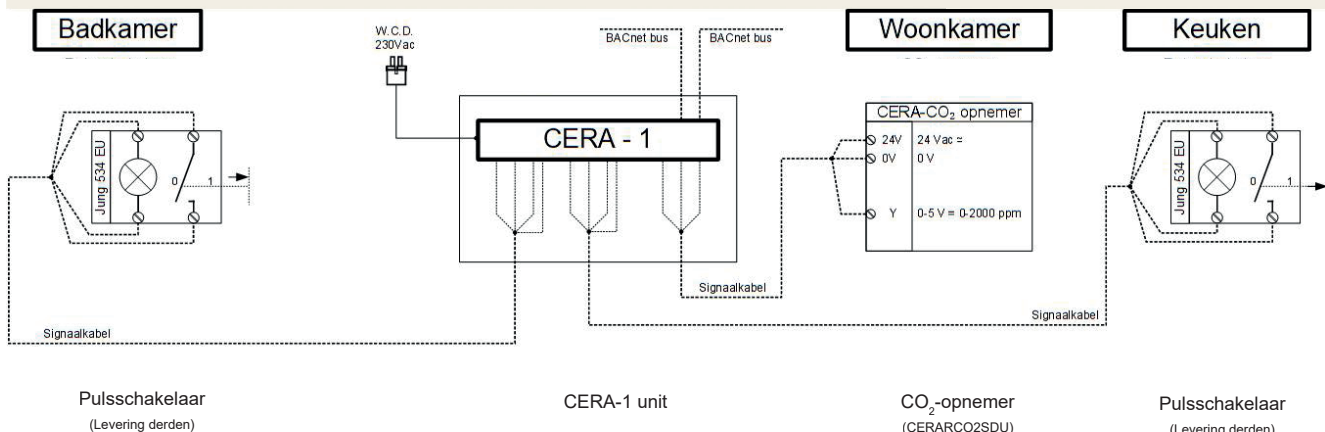 Badkamer
W.C.D.
230Vac
BACnet bus
BACnet bus
Woonkamer
Keuken
Jung 534 EU
0 1
CERA - 1
CERA-CO₂ opnemer
24V 24 Vac ≃
0V 0 V
Y 0-5 V = 0-2000 ppm
Jung 534 EU
0 1
Signaalkabel
Signaalkabel
Signaalkabel
Pulsschakelaar
(Levering derden)
CERA-1 unit
CO₂-opnemer
(CERARCO2SDU)
Pulsschakelaar
(Levering derden)